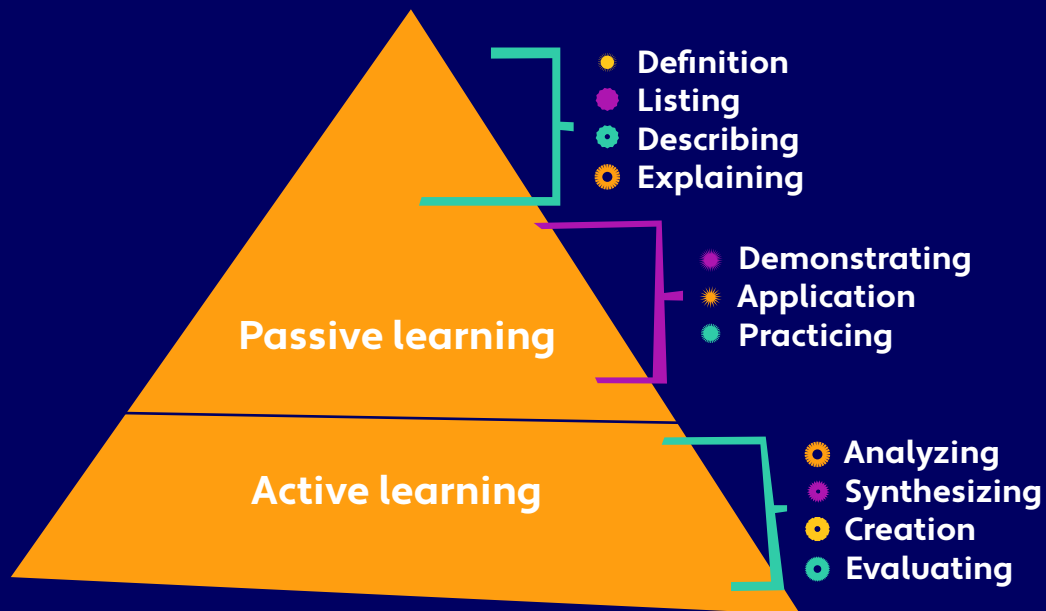 Definition
Listing
Describing
Explaining
Demonstrating
Application
Practicing
Passive learning
Analyzing
Synthesizing
Creation
Evaluating
Active learning